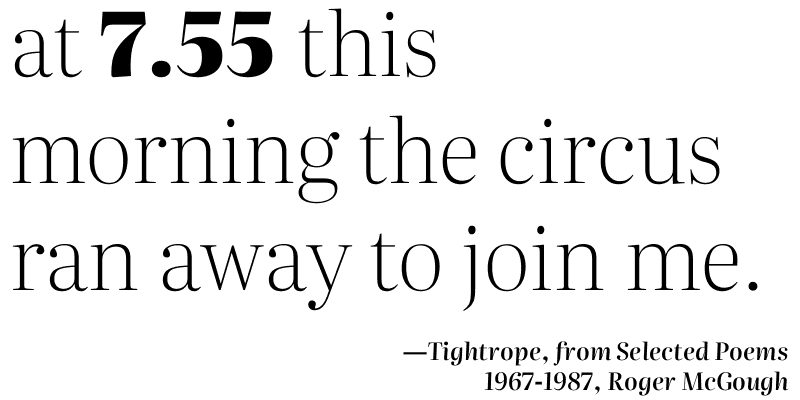 at 7.55 this
morning the circus
ran away to join me.
—Tightrope, from Selected Poems
1967-1987, Roger McGough